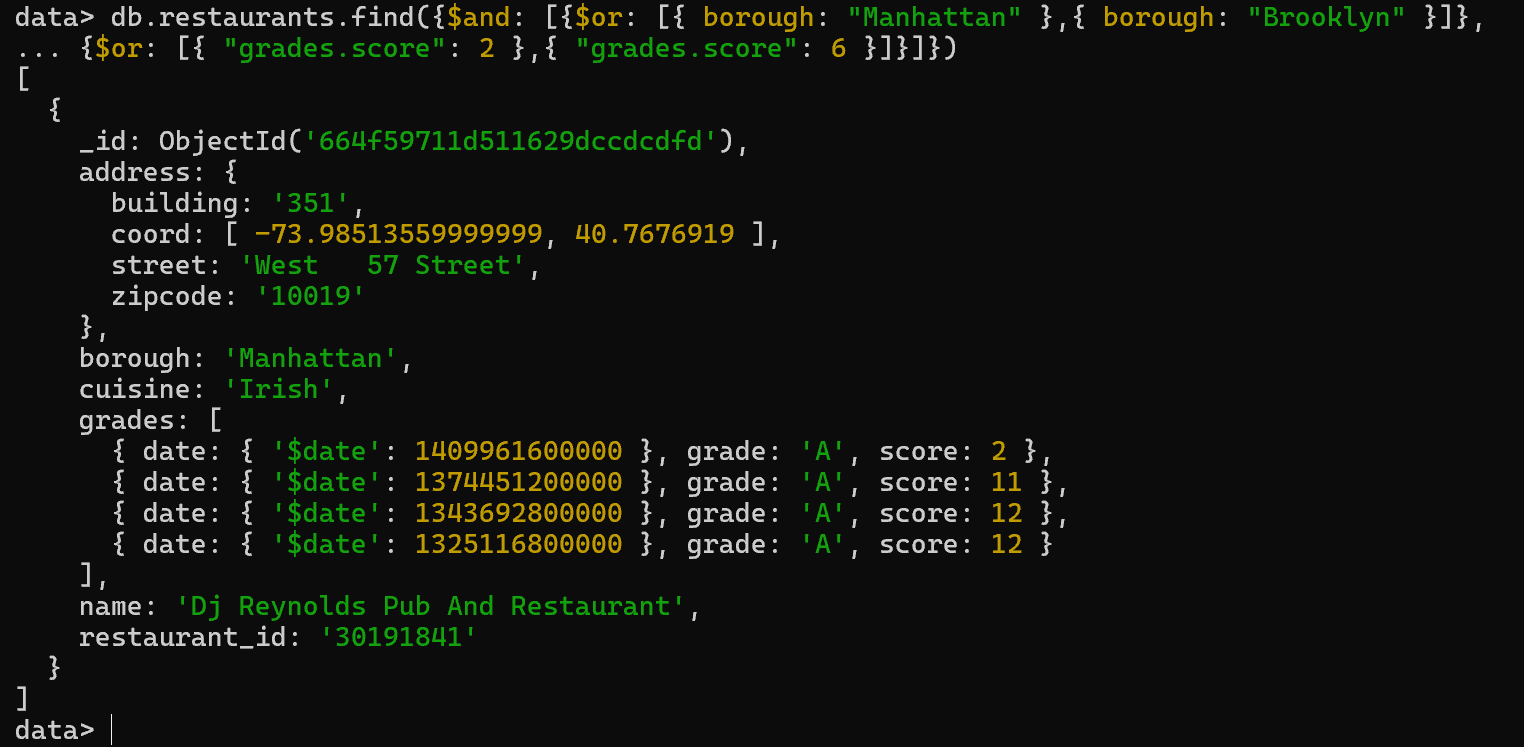 data> db.restaurants.find({$and: [{$or: [{ borough: "Manhattan" },{ borough: "Brooklyn" }]},
... {$or: [{ "grades.score": 2 },{ "grades.score": 6 }]}]})
[
  {
    _id: ObjectId('664f59711d511629dccdcdfd'),
    address: {
      building: '351',
      coord: [ -73.98513559999999, 40.7676919 ],
      street: 'West   57 Street',
      zipcode: '10019'
    },
    borough: 'Manhattan',
    cuisine: 'Irish',
    grades: [
      { date: { '$date': 1409961600000 }, grade: 'A', score: 2 },
      { date: { '$date': 1374451200000 }, grade: 'A', score: 11 },
      { date: { '$date': 1343692800000 }, grade: 'A', score: 12 },
      { date: { '$date': 1325116800000 }, grade: 'A', score: 12 }
    ],
    name: 'Dj Reynolds Pub And Restaurant',
    restaurant_id: '30191841'
  }
]
data>